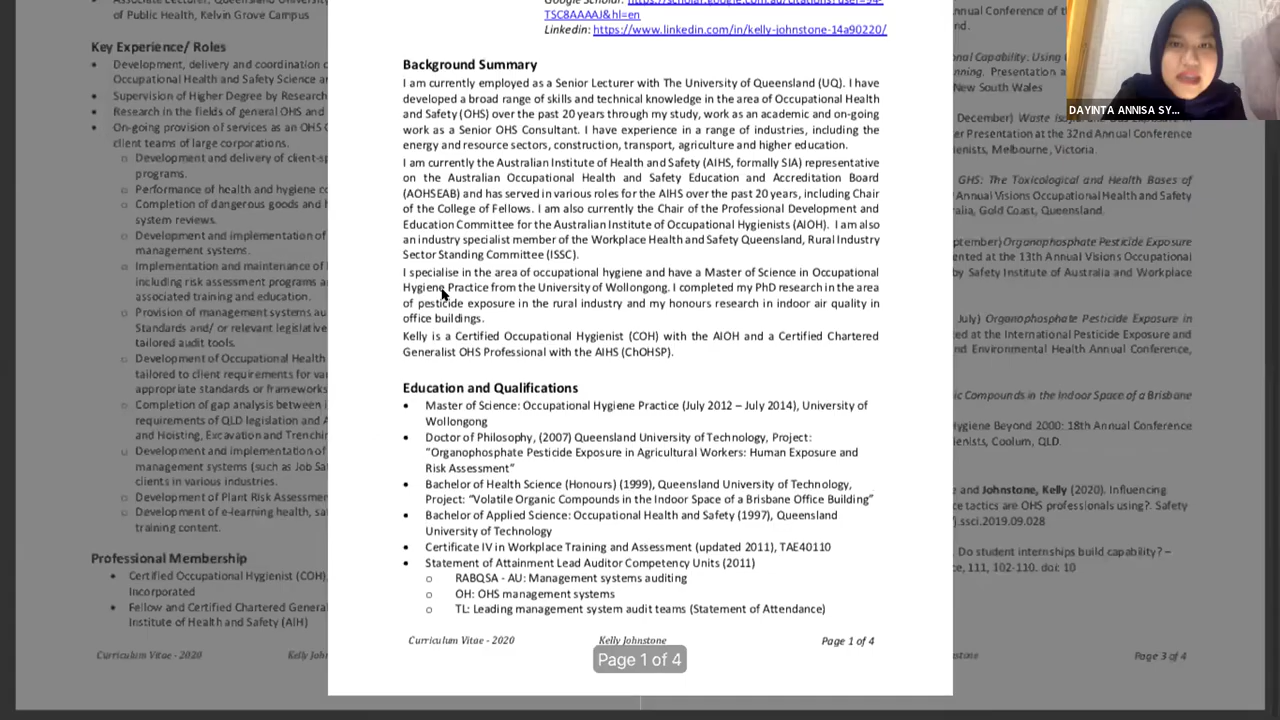 Google Scholar: https://scholar.google.com.au/citations?user=94-
TSC8AAAAJ&hl=en
Linkedin: https://www.linkedin.com/in/kelly-johnstone-14a90220/
Background Summary
I am currently employed as a Senior Lecturer with The University of Queensland (UQ). I have
developed a broad range of skills and technical knowledge in the area of Occupational Health
and Safety (OHS) over the past 20 years through my study, work as an academic and on-going
work as a Senior OHS Consultant. I have experience in a range of industries, including the
energy and resource sectors, construction, transport, agriculture and higher education.
I am currently the Australian Institute of Health and Safety (AIHS, formally SIA) representative
on the Australian Occupational Health and Safety Education and Accreditation Board
(AOHSEAB) and has served in various roles for the AIHS over the past 20 years, including Chair
of the College of Fellows. I am also currently the Chair of the Professional Development and
Education Committee for the Australian Institute of Occupational Hygienists (AIOH). I am also
an industry specialist member of the Workplace Health and Safety Queensland, Rural Industry
Sector Standing Committee (ISSC).
I specialise in the area of occupational hygiene and have a Master of Science in Occupational
Hygiene Practice from the University of Wollongong. I completed my PhD research in the area
of pesticide exposure in the rural industry and my honours research in indoor air quality in
office buildings.
Kelly is a Certified Occupational Hygienist (COH) with the AIOH and a Certified Chartered
Generalist OHS Professional with the AIHS (ChOHSP).
Education and Qualifications
• Master of Science: Occupational Hygiene Practice (July 2012 – July 2014), University of
Wollongong
• Doctor of Philosophy, (2007) Queensland University of Technology, Project:
"Organophosphate Pesticide Exposure in Agricultural Workers: Human Exposure and
Risk Assessment"
• Bachelor of Health Science (Honours) (1999), Queensland University of Technology,
Project: "Volatile Organic Compounds in the Indoor Space of a Brisbane Office Building"
• Bachelor of Applied Science: Occupational Health and Safety (1997), Queensland
University of Technology
• Certificate IV in Workplace Training and Assessment (updated 2011), TAE40110
• Statement of Attainment Lead Auditor Competency Units (2011)
o RABQSA - AU: Management systems auditing
o OH: OHS management systems
o TL: Leading management system audit teams (Statement of Attendance)
Curriculum Vitae - 2020 Kelly Johnstone Page 1 of 4
Page 1 of 4
of Public Health, Kelvin Grove Campus
Key Experience/ Roles
• Development, delivery and coordination
Occupational Health and Safety Science a
• Supervision of Higher Degree by Research
• Research in the fields of general OHS and
• On-going provision of services as an OHS
client team of large corporations.
o Development and delivery of client-s
programs.
o Performance of health and hygiene
o Completion of dangerous goods and
system reviews.
o Development and implementation of
management systems.
o Implementation and maintenance of
including risk assessments, risk
associated training and education.
o Provision of management systems au
Standards and/ or relevant legislative
tailored audit tools.
o Development of Occupational Health
tailored to client requirements for va
appropriate standards or frameworks
o Completion of gap analysis between
requirements of QLD legislation and
and Hoisting, Excavation and Trenchin
o Development and implementation of
management systems (such as Job Sa
clients in various industries.
o Development of Plant Risk Assessmen
o Development of e-learning health, sa
training content.
Professional Membership
• Certified Occupational Hygienist (COH),
Incorporated
• Fellow and Certified Chartered General
Institute of Health & Safety (AIH)
Curriculum Vitae - 2020 Kelly John
DAYINTA ANNISA SY...
Annual Conference of t
nd.
Capability. Using
Presentation a
New South Wales
December)
er Presentation at the 32nd Annual Conference
ienists, Melbourne, Victoria.
GHS: The Toxicological and Health Bases of
Annual Visions Occupational Health and
alia, Gold Coast, Queensland.
ptember) Organophosphate Pesticide Exposure
ented at the 13th Annual Visions Occupational
by Safety Institute of Australia and Workplace
July) Organophosphate Pesticide Exposure in
ed at the International Pesticide Exposure and
nd Environmental Health Annual Conference,
ic Compounds in the Indoor Space of a Brisbane
ygiene Beyond 2000: 18th Annual Conference
ienists, Coolum, QLD.
e and Johnstone, Kelly (2020). Influencing
ce tactics are OHS professionals using?. Safety
j.ssci.2019.09.028
Do student internships build capability? –
e, 111, 102-110. doi: 10
stone Page 3 of 4